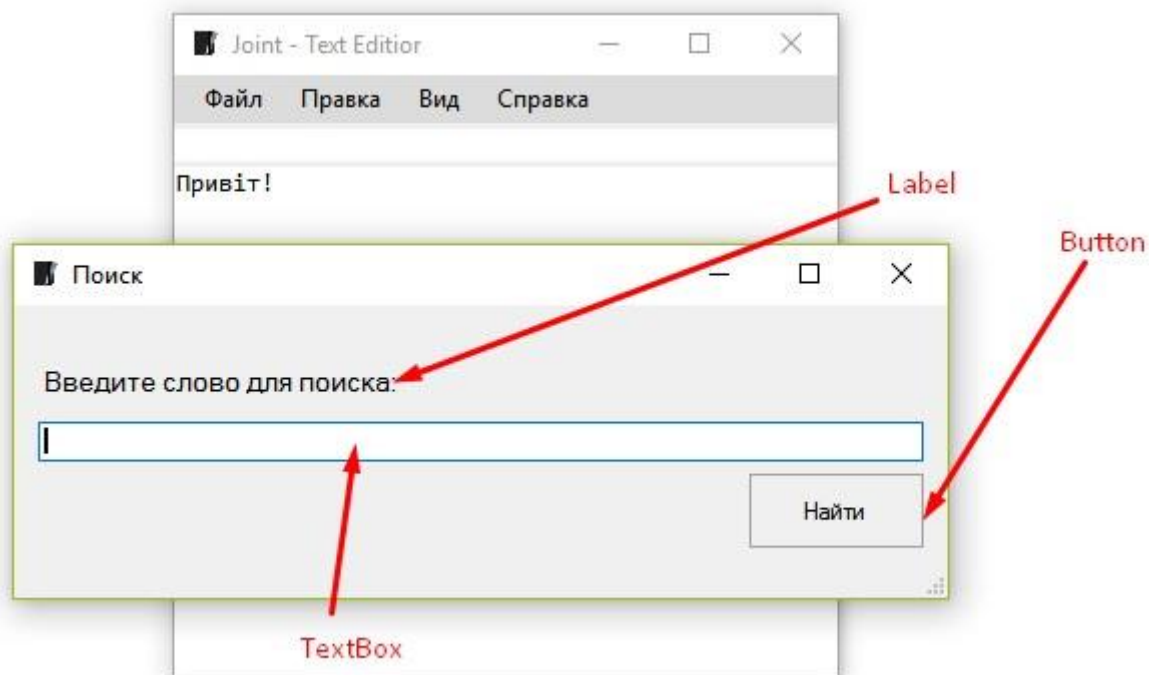 Joint - Text Editior
Файл Правка Вид Справка
Привіт!
Label
Button
Поиск
Введите слово для поиска:
Найти
TextBox